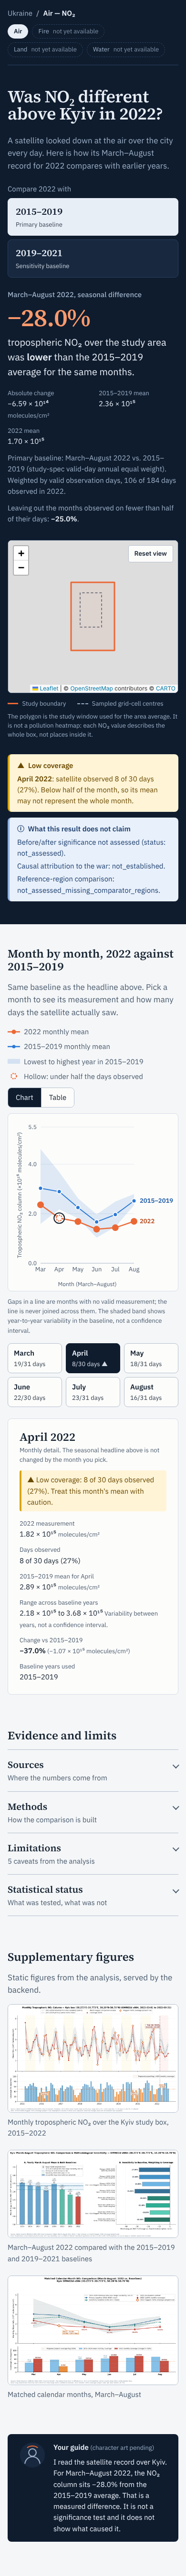 Ukraine / Air — NO₂
Air
Fire not yet available
Land not yet available
Water not yet available
Was NO₂ different
above Kyiv in 2022?
A satellite looked down at the air over the city
every day. Here is how its March–August
record for 2022 compares with earlier years.
Compare 2022 with
2015–2019
Primary baseline
2019–2021
Sensitivity baseline
March–August 2022, seasonal difference
−28.0%
tropospheric NO₂ over the study area
was lower than the 2015–2019
average for the same months.
Absolute change
−6.59 × 10¹⁴
molecules/cm²
2015–2019 mean
2.36 × 10¹⁵
2022 mean
1.70 × 10¹⁵
Primary baseline: March–August 2022 vs. 2015–
2019 (study-spec valid-day annual equal weight).
Weighted by valid observation days, 106 of 184 days
observed in 2022.
Leaving out the months observed on fewer than half
of their days: −25.0%.
+
−
Reset view
Leaflet | © OpenStreetMap contributors © CARTO
Study boundary
Sampled grid-cell centres
The polygon is the study window used for the area average. It
is not a pollution heatmap: each NO₂ value describes the
whole box, not places inside it.
Low coverage
April 2022: satellite observed 8 of 30 days
(27%). Below half of the month, so its mean
may not represent the whole month.
What this result does not claim
Before/after significance not assessed (status:
not_assessed).
Causal attribution to the war: not_established.
Reference-region comparison:
not_assessed_missing_comparator_regions.
Month by month, 2022 against
2015–2019
Same baseline as the headline above. Pick a
month to see its measurement and how many
days the satellite actually saw.
2022 monthly mean
2015–2019 monthly mean
Lowest to highest year in 2015–2019
Hollow: under half the days observed
Chart
Table
Tropospheric NO₂ column (×10¹⁵ molecules/cm²)
5.5
4.0
2.0
0.0
2015–2019
2022
Mar Apr May Jun Jul Aug
Month (March–August)
Gaps in a line are months with no valid measurement; the
line is never joined across them. The shaded band shows
year-to-year variability in the baseline, not a confidence
interval.
March
19/31 days
April
8/30 days ▲
May
18/31 days
June
22/30 days
July
23/31 days
August
16/31 days
April 2022
Monthly detail. The seasonal headline above is not
changed by the month you pick.
▲ Low coverage: 8 of 30 days observed
(27%). Treat this month's mean with
caution.
2022 measurement
1.82 × 10¹⁵ molecules/cm²
Days observed
8 of 30 days (27%)
2015–2019 mean for April
2.89 × 10¹⁵ molecules/cm²
Range across baseline years
2.18 × 10¹⁵ to 3.68 × 10¹⁵ Variability between
years, not a confidence interval.
Change vs 2015–2019
−37.0% (−1.07 × 10¹⁵ molecules/cm²)
Baseline years used
2015–2019
Evidence and limits
Sources
Where the numbers come from
Methods
How the comparison is built
Limitations
5 caveats from the analysis
Statistical status
What was tested, what was not
Supplementary figures
Static figures from the analysis, served by the
backend.
Monthly tropospheric NO₂ over the Kyiv study box,
2015–2022
March–August 2022 compared with the 2015–2019
and 2019–2021 baselines
Matched calendar months, March–August
Your guide (character art pending)
I read the satellite record over Kyiv.
For March–August 2022, the NO₂
column sits −28.0% from the
2015–2019 average. That is a
measured difference. It is not a
significance test and it does not
show what caused it.